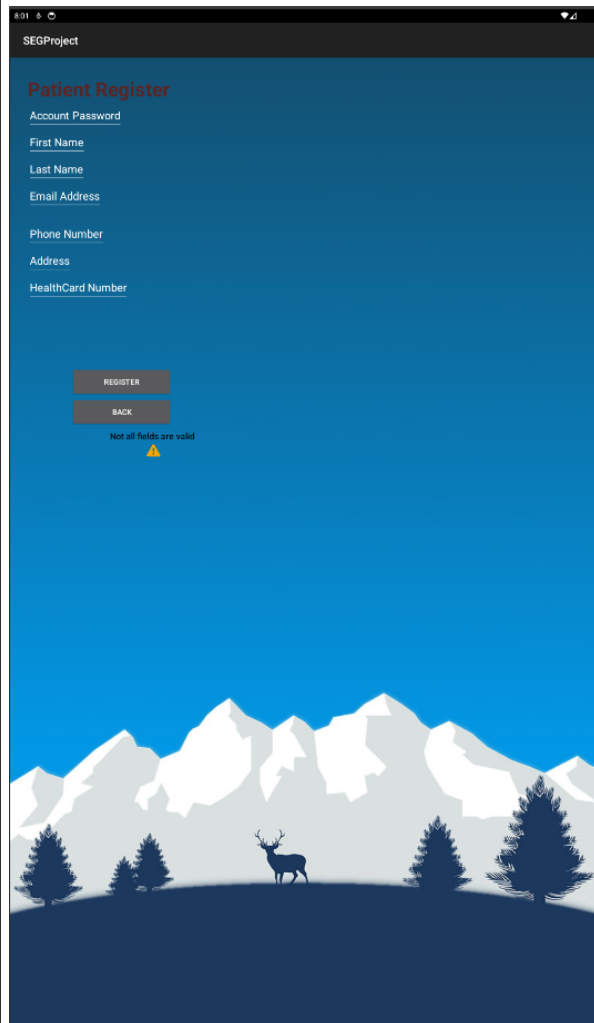 8:01
SEGProject
Patient Register
Account Password
First Name
Last Name
Email Address
Phone Number
Address
HealthCard Number
REGISTER
BACK
Not all fields are valid